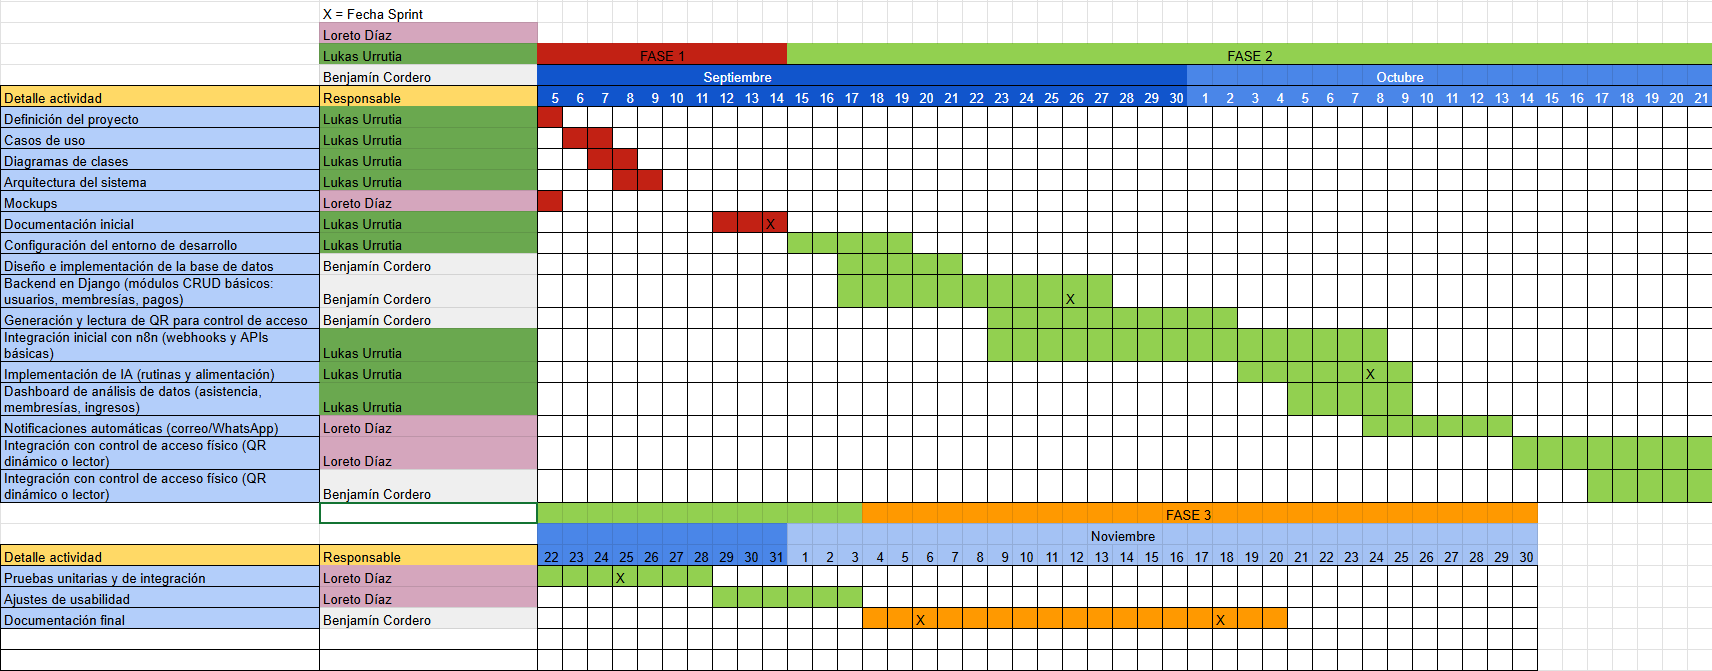 X = Fecha Sprint
Loreto Díaz
Lukas Urrutia FASE 1 FASE 2
Benjamín Cordero Septiembre Octubre
Detalle actividad Responsable 5 6 7 8 9 10 11 12 13 14 15 16 17 18 19 20 21 22 23 24 25 26 27 28 29 30 1 2 3 4 5 6 7 8 9 10 11 12 13 14 15 16 17 18 19 20 21
Definición del proyecto Lukas Urrutia
Casos de uso Lukas Urrutia
Diagramas de clases Lukas Urrutia
Arquitectura del sistema Lukas Urrutia
Mockups Loreto Díaz
Documentación inicial Lukas Urrutia X
Configuración del entorno de desarrollo Lukas Urrutia
Diseño e implementación de la base de datos Benjamín Cordero
Backend en Django (módulos CRUD básicos:
usuarios, membresías, pagos) Benjamín Cordero X
Generación y lectura de QR para control de acceso Benjamín Cordero
Integración inicial con n8n (webhooks y APIs
básicas) Lukas Urrutia
Implementación de IA (rutinas y alimentación) Lukas Urrutia X
Dashboard de análisis de datos (asistencia,
membresías, ingresos) Lukas Urrutia
Notificaciones automáticas (correo/WhatsApp) Loreto Díaz
Integración con control de acceso físico (QR
dinámico o lector) Loreto Díaz
Integración con control de acceso físico (QR
dinámico o lector) Benjamín Cordero
FASE 3
Noviembre
Detalle actividad Responsable 22 23 24 25 26 27 28 29 30 31 1 2 3 4 5 6 7 8 9 10 11 12 13 14 15 16 17 18 19 20 21 22 23 24 25 26 27 28 29 30
Pruebas unitarias y de integración Loreto Díaz X
Ajustes de usabilidad Loreto Díaz
Documentación final Benjamín Cordero X X